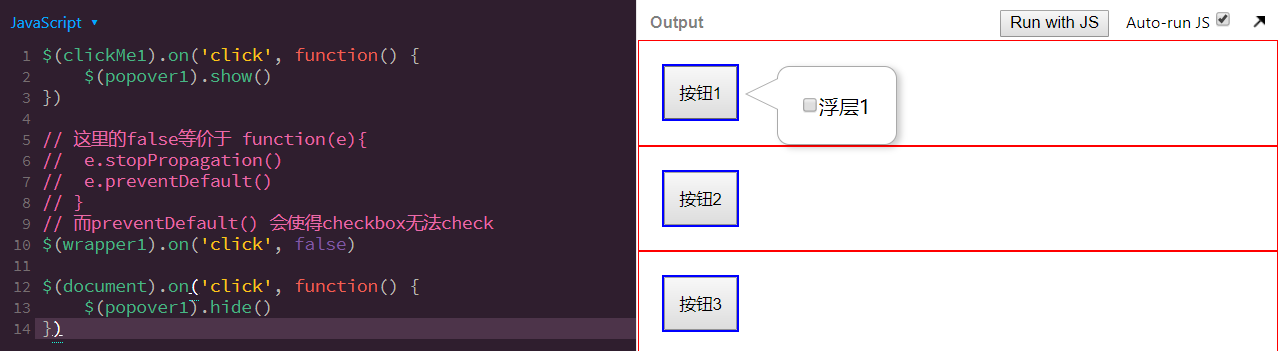 JavaScript
1 $(clickMe1).on('click', function() {
2 $(popover1).show()
3 })
4
5 // 这里的false等价于 function(e){
6 // e.stopPropagation()
7 // e.preventDefault()
8 // }
9 // 而preventDefault() 会使得checkbox无法check
10 $(wrapper1).on('click', false)
11
12 $(document).on('click', function() {
13 $(popover1).hide()
14 })
Output
Run with JS
Auto-run JS
按钮1
浮层1
按钮2
按钮3